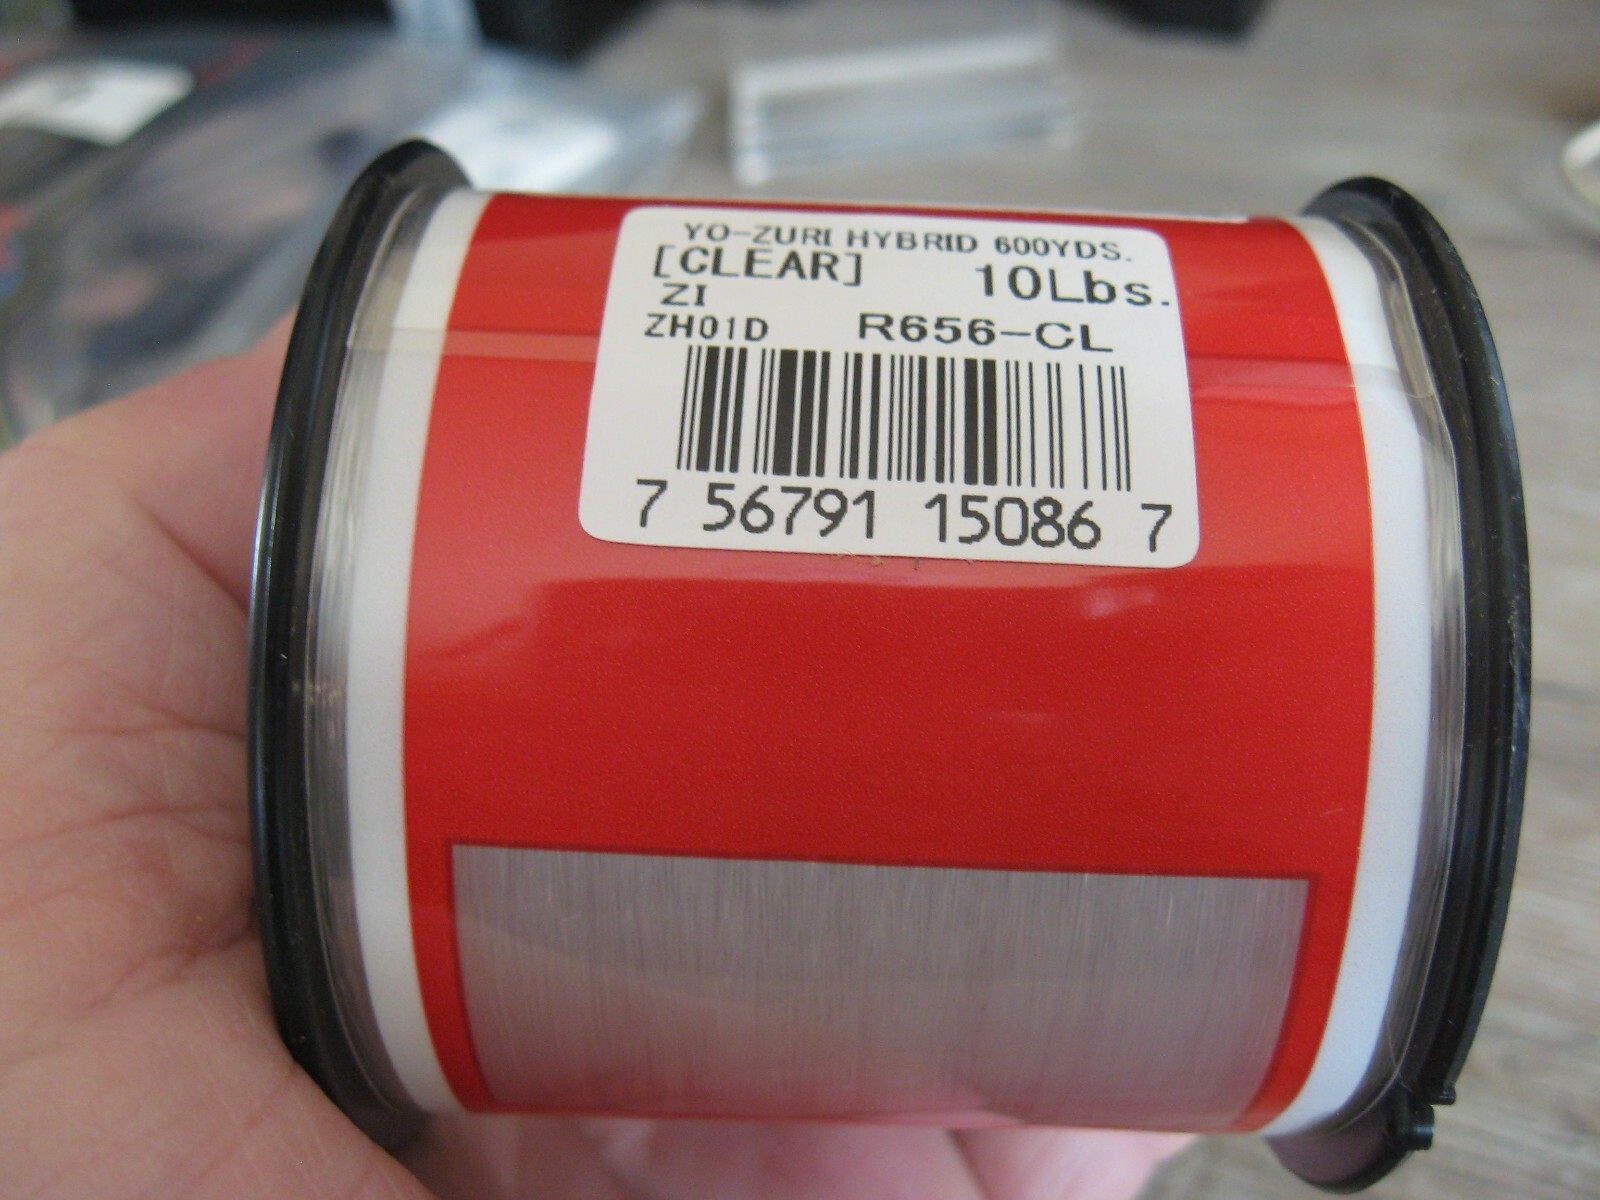 YO-ZURI HYBRID 600YDS.
[CLEAR] 10Lbs.
ZI
ZH01D R656-CL
7 56791 15086 7